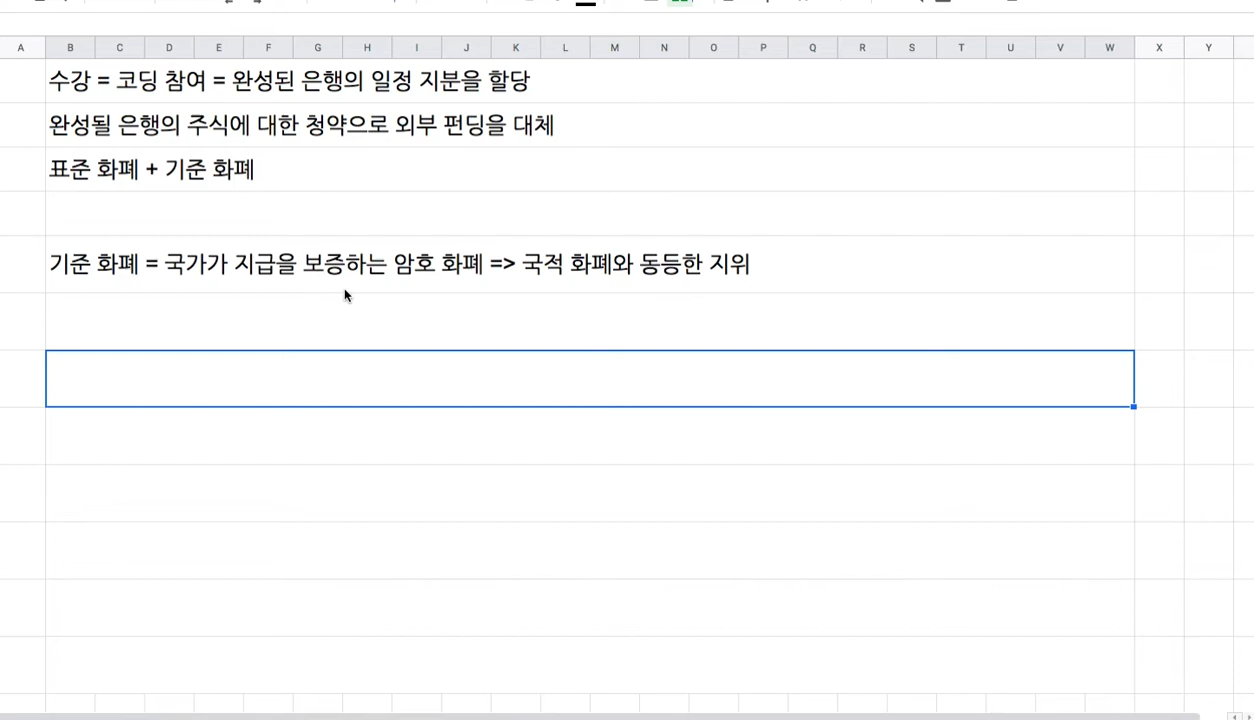 A B C D E F G H I J K L M N O P Q R S T U V W X Y
수강 = 코딩 참여 = 완성된 은행의 일정 지분을 할당
완성될 은행의 주식에 대한 청약으로 외부 펀딩을 대체
표준 화폐 + 기준 화폐
기준 화폐 = 국가가 지급을 보증하는 암호 화폐 => 국적 화폐와 동등한 지위